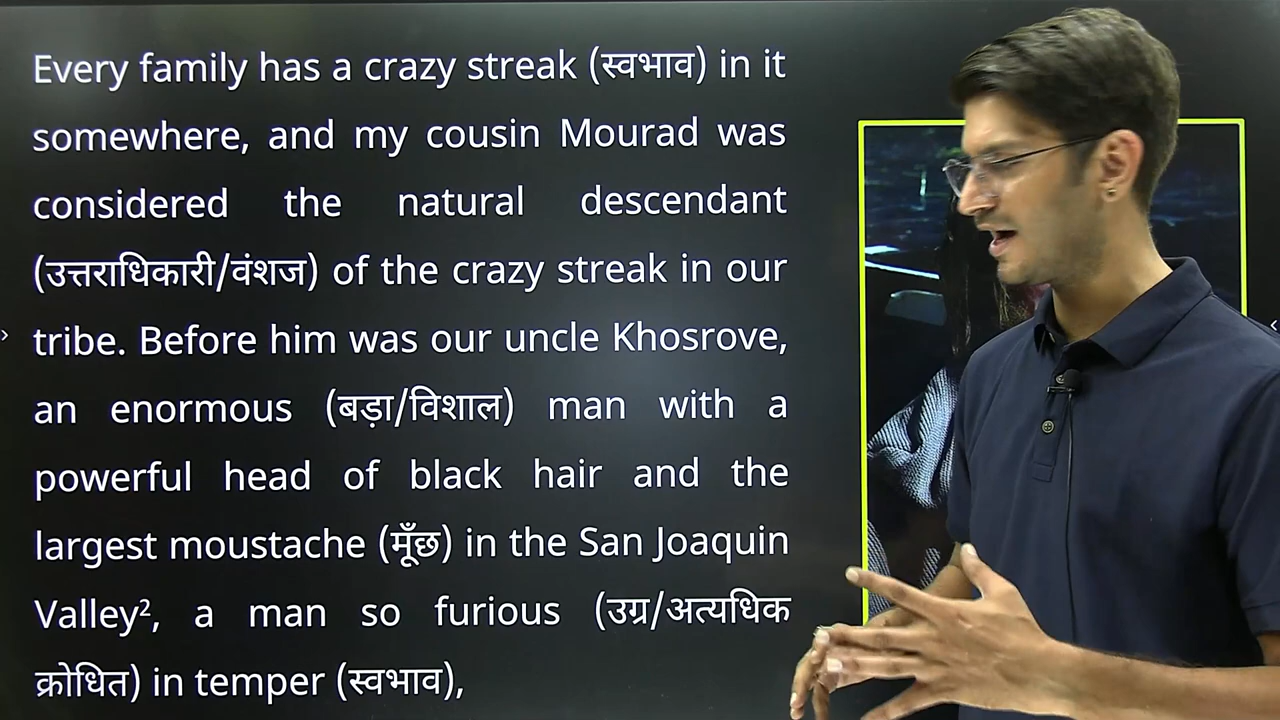 Every family has a crazy streak (स्वभाव) in it
somewhere, and my cousin Mourad was
considered the natural descendant
(उत्तराधिकारी/वंशज) of the crazy streak in our
tribe. Before him was our uncle Khosrove,
an enormous (बड़ा/विशाल) man with a
powerful head of black hair and the
largest moustache (मूँछ) in the San Joaquin
Valley², a man so furious (उग्र/अत्यधिक
क्रोधित) in temper (स्वभाव),